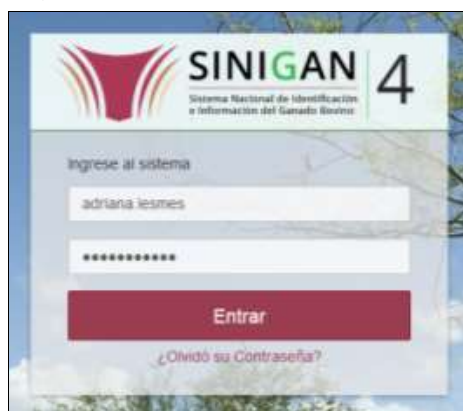 SINIGAN 4
Sistema Nacional de Identificación
e Información del Ganado Bovino
Ingrese al sistema
adriana.lesmes
•••••••••••
Entrar
¿Olvidó su Contraseña?